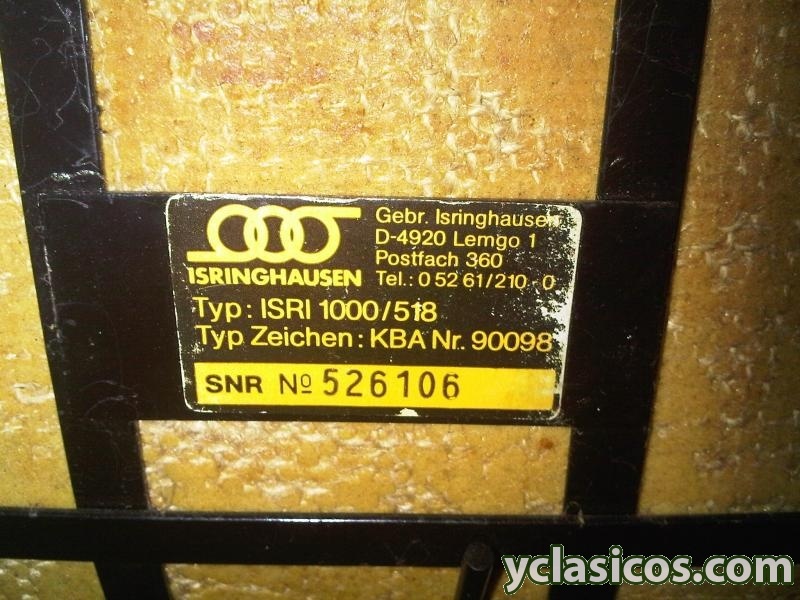 ISRINGHAUSEN
Gebr. Isringhausen
D-4920 Lemgo 1
Postfach 360
Tel.: 0 52 61/210 - 0
Typ: ISRI 1000/518
Typ Zeichen: KBA Nr. 90098
SNR Nº 526106
yclasicos.com